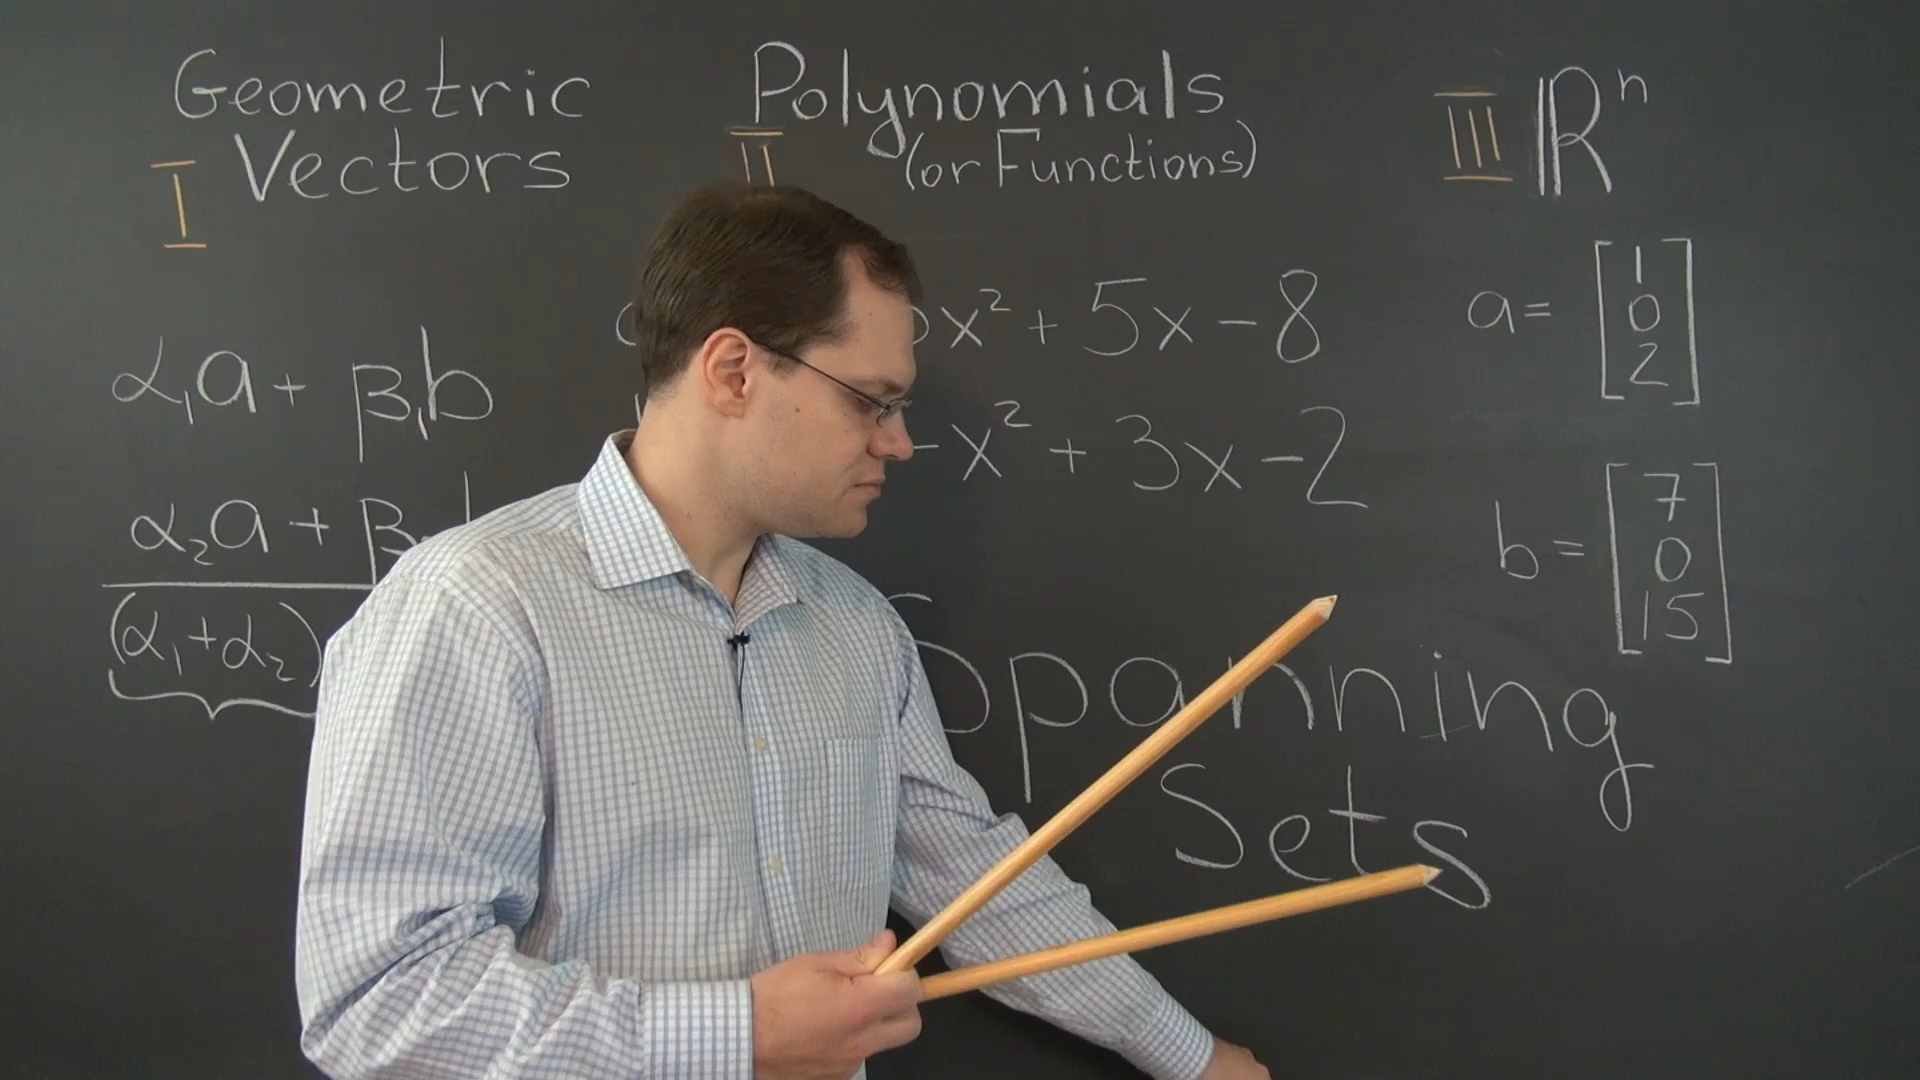 Geometric
I Vectors
α₁a + β₁b
α₂a + β
(α₁+α₂)
Polynomials
II (or Functions)
x² + 5x - 8
-x² + 3x - 2
Spanning
Sets
III ℝⁿ
a = [1
0
2]
b = [7
0
15]